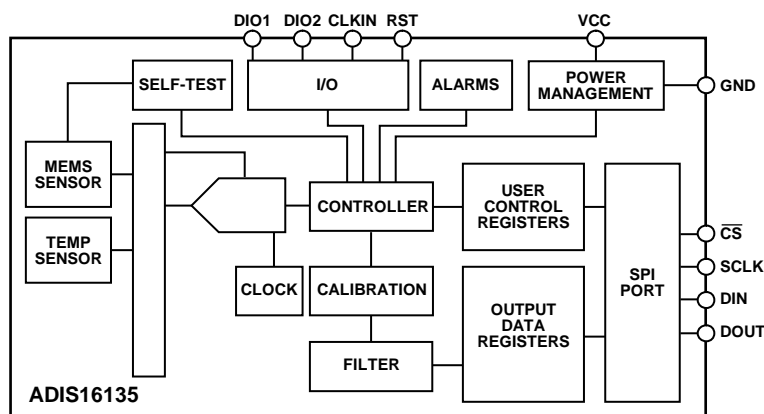 DIO1 DIO2 CLKIN RST VCC
SELF-TEST
I/O
ALARMS
POWER
MANAGEMENT
GND
MEMS
SENSOR
TEMP
SENSOR
CONTROLLER
USER
CONTROL
REGISTERS
CLOCK
CALIBRATION
FILTER
OUTPUT
DATA
REGISTERS
SPI
PORT
CS
SCLK
DIN
DOUT
ADIS16135